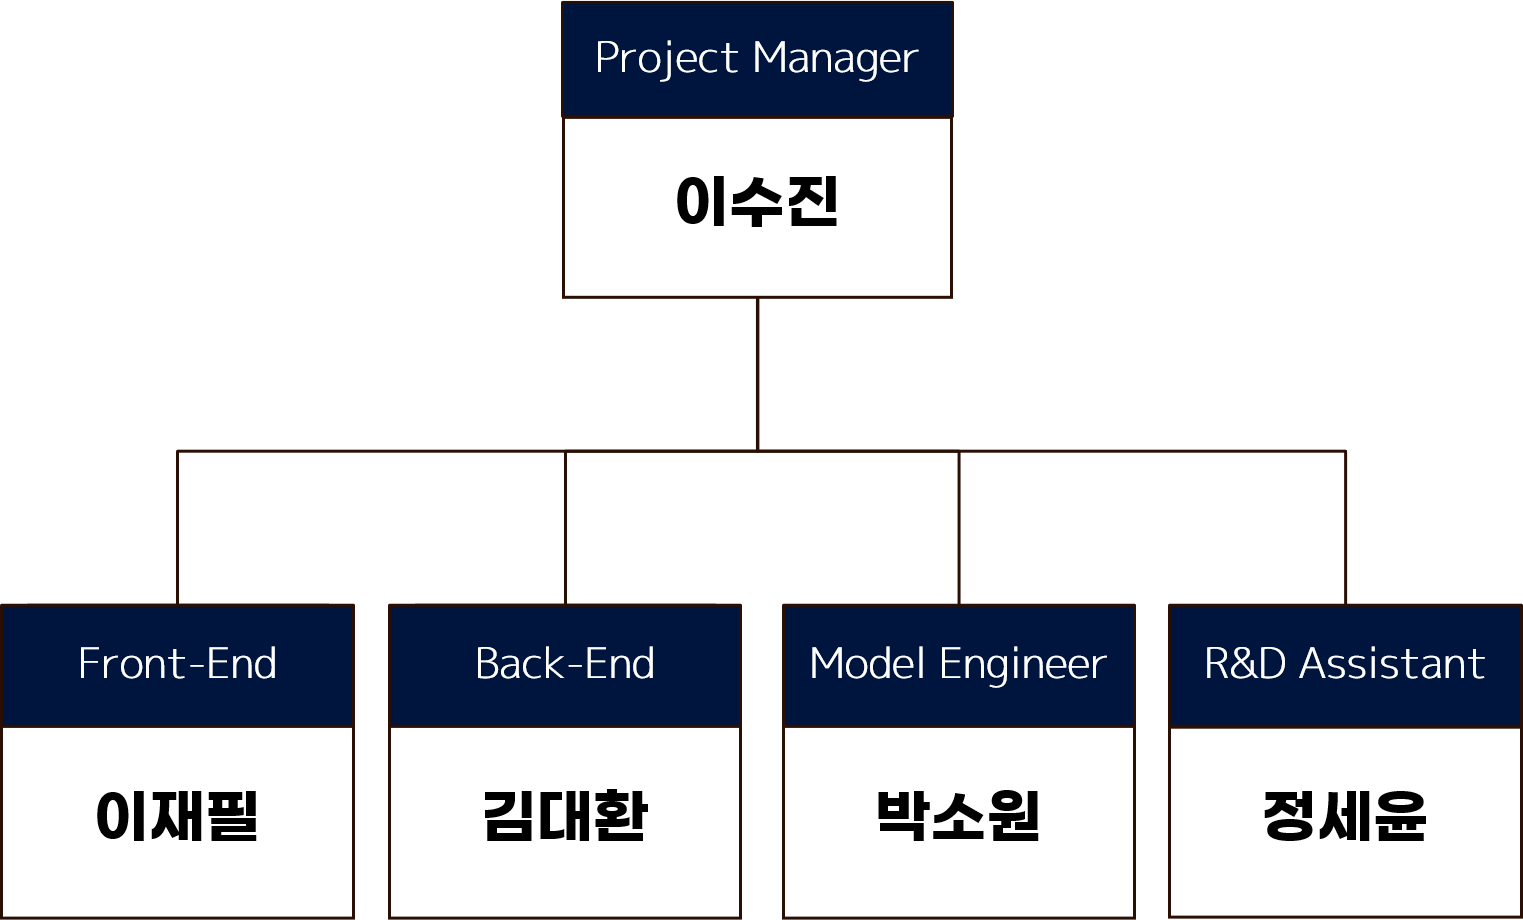 Project Manager
이수진
Front-End
이재필
Back-End
김대환
Model Engineer
박소원
R&D Assistant
정세윤